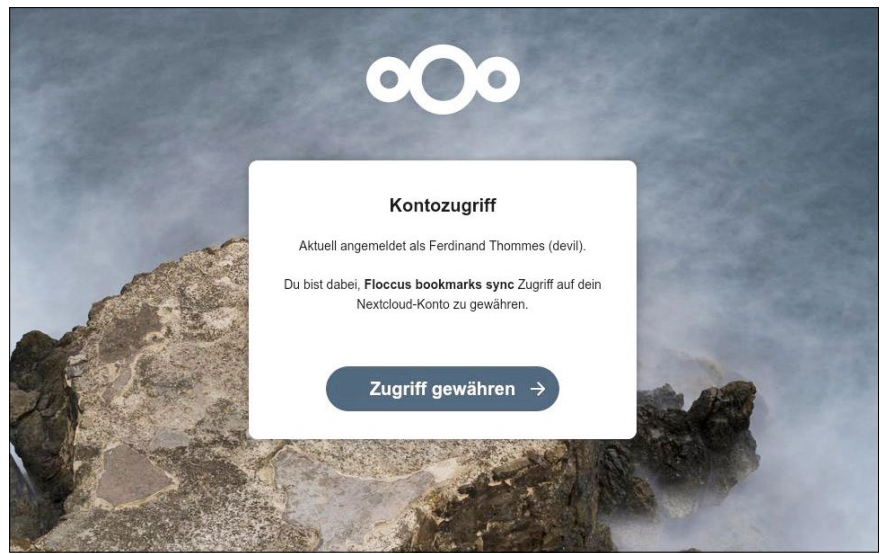 Kontozugriff
Aktuell angemeldet als Ferdinand Thommes (devil).
Du bist dabei, Floccus bookmarks sync Zugriff auf dein
Nextcloud-Konto zu gewähren.
Zugriff gewähren